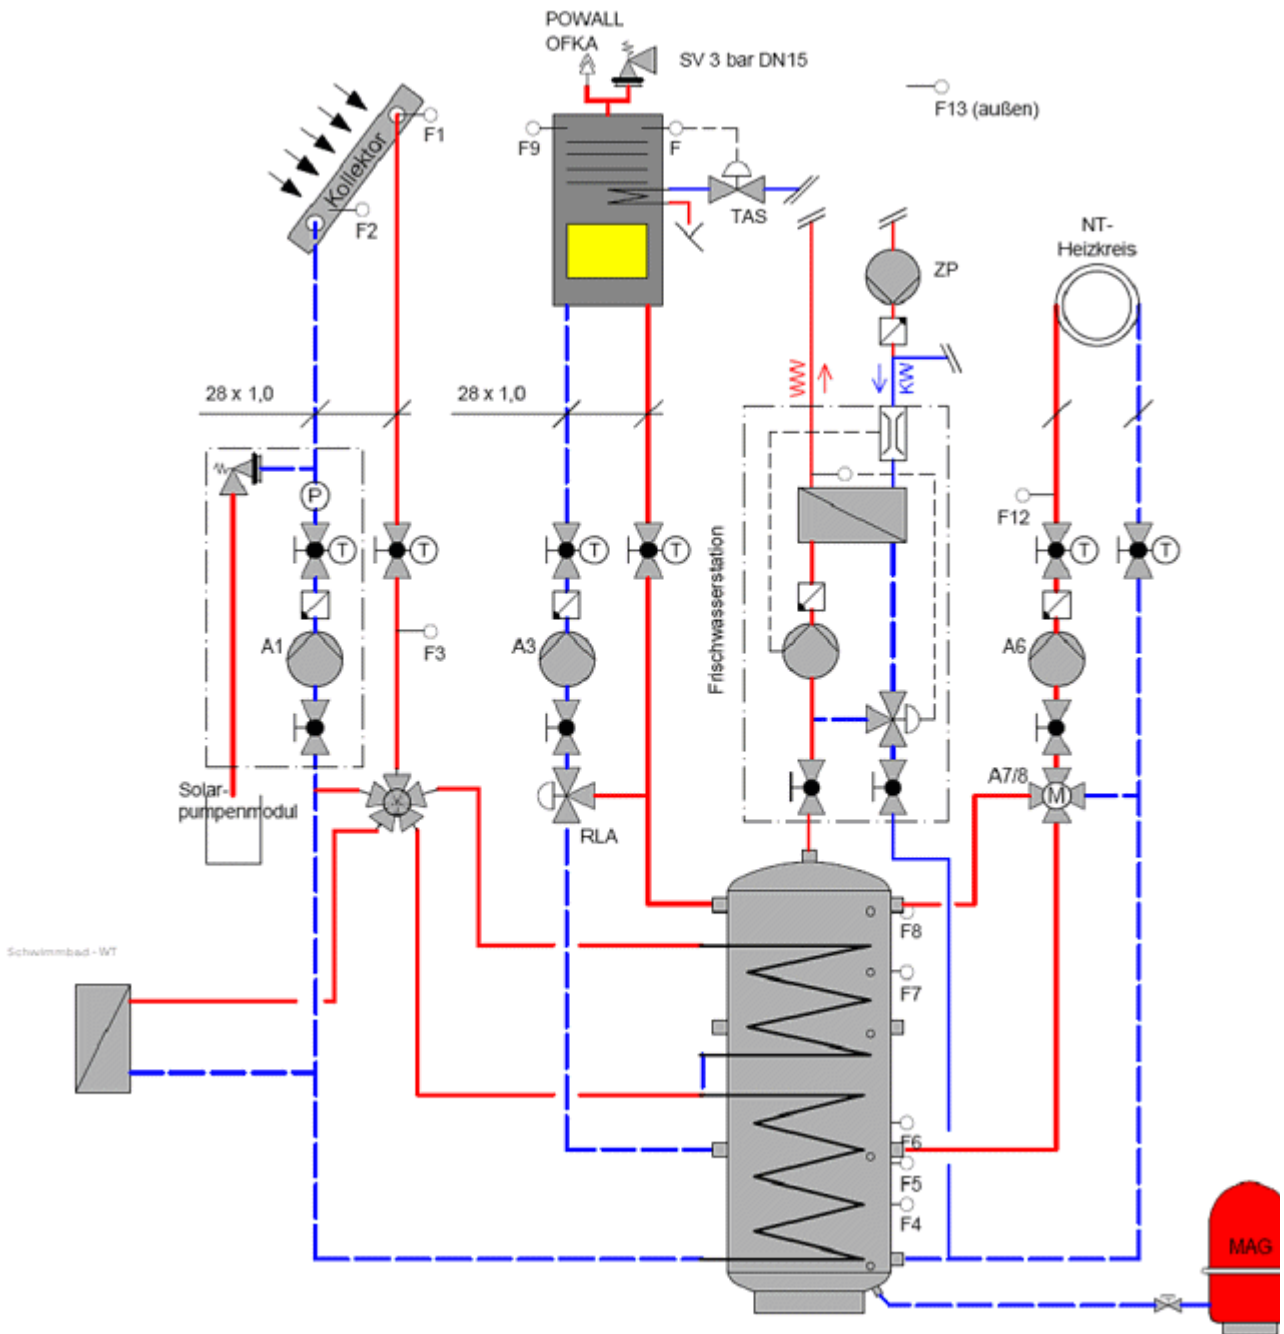 POWALL
OFKA
SV 3 bar DN15
F13 (außen)
F1
F9
F
Kollektor
F2
TAS
NT-
Heizkreis
ZP
28 x 1,0
28 x 1,0
WW
KW
P
F12
T
T
T
T
T
T
Frischwasserstation
A1
F3
A3
A6
A7/8
M
Solar-
pumpenmodul
RLA
F8
Schwimmbad - WT
F7
F6
F5
F4
MAG